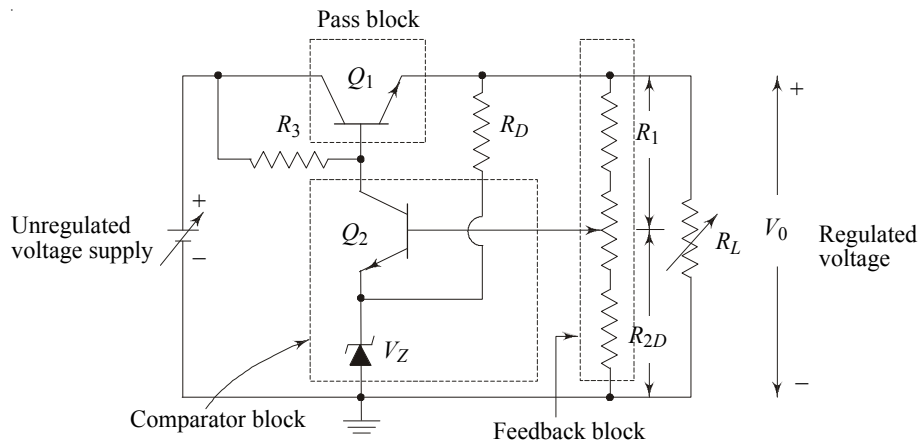 Pass block
Q1
R3
RD
R1
+
+
Unregulated
voltage supply
−
Q2
RL
V0
Regulated
voltage
R2D
VZ
−
Comparator block
Feedback block